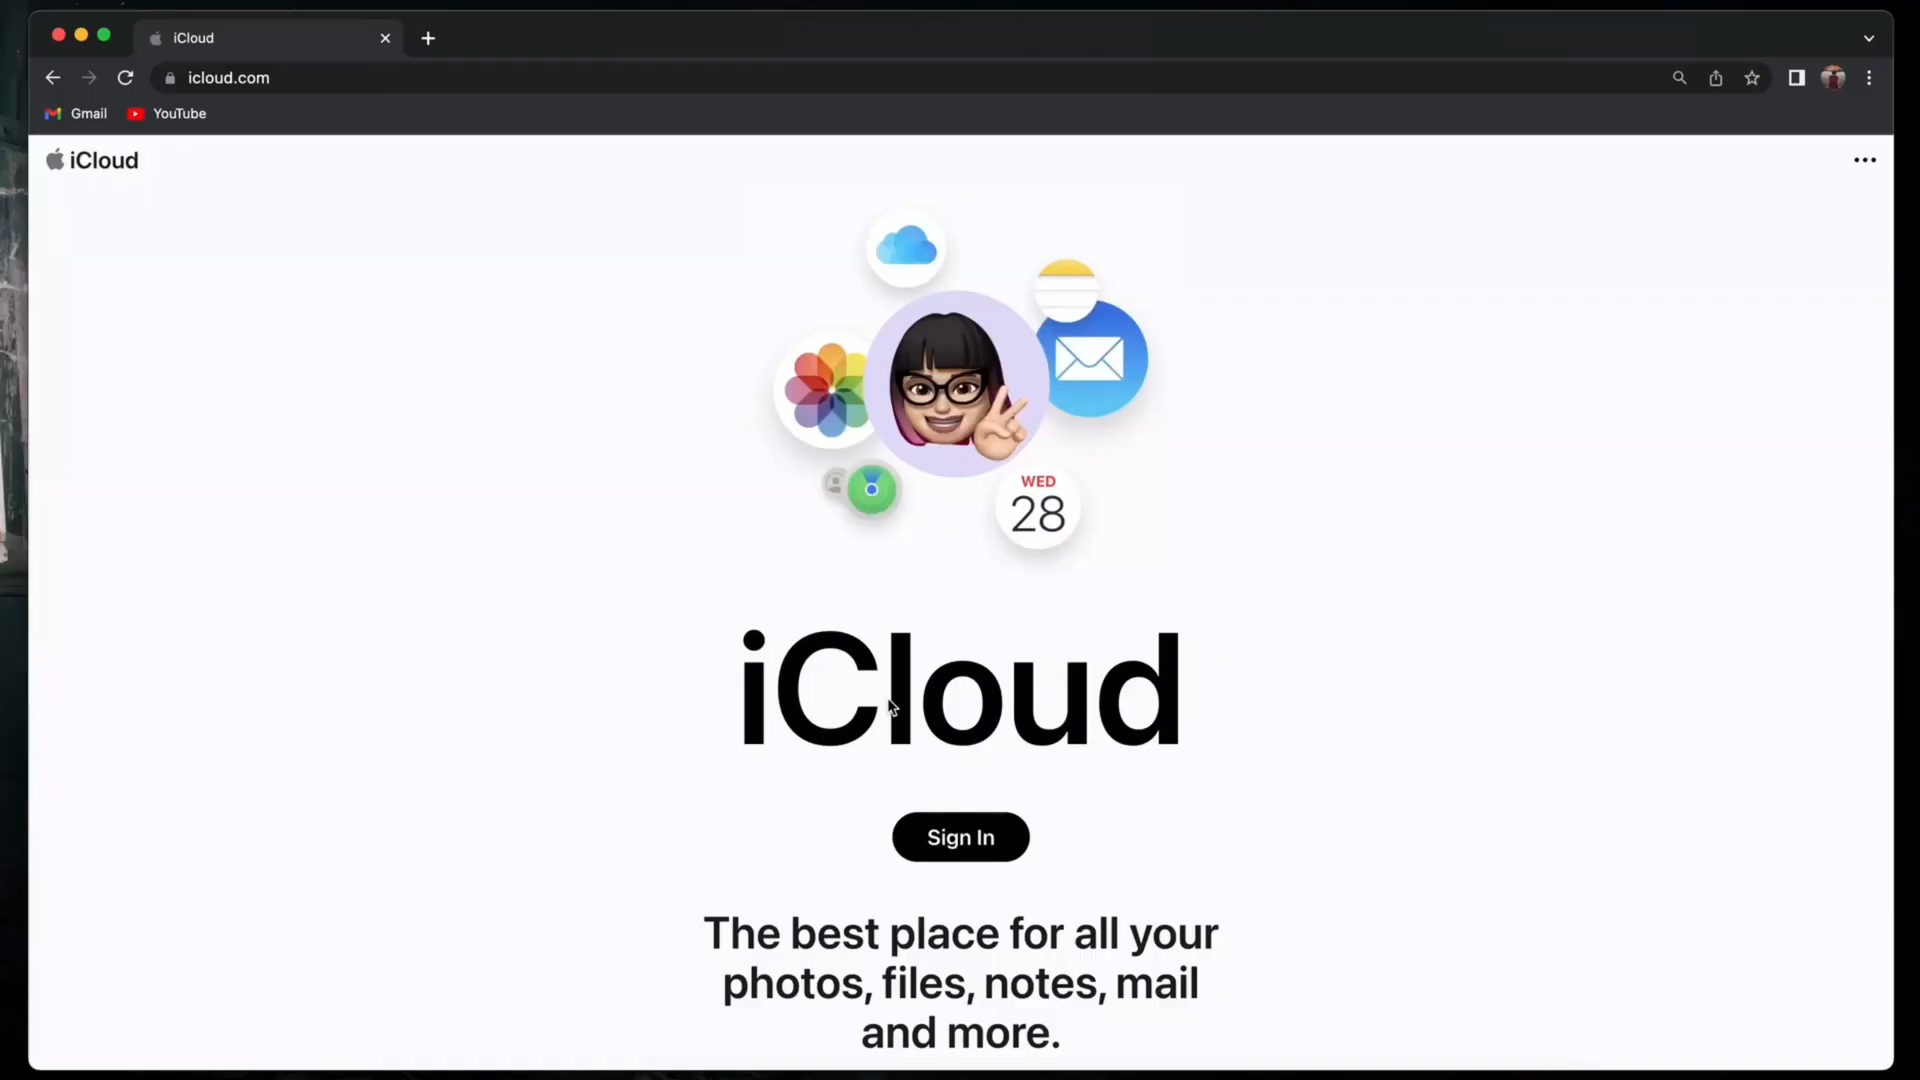 iCloud
icloud.com
Gmail YouTube
iCloud
WED
28
iCloud
Sign In
The best place for all your
photos, files, notes, mail
and more.